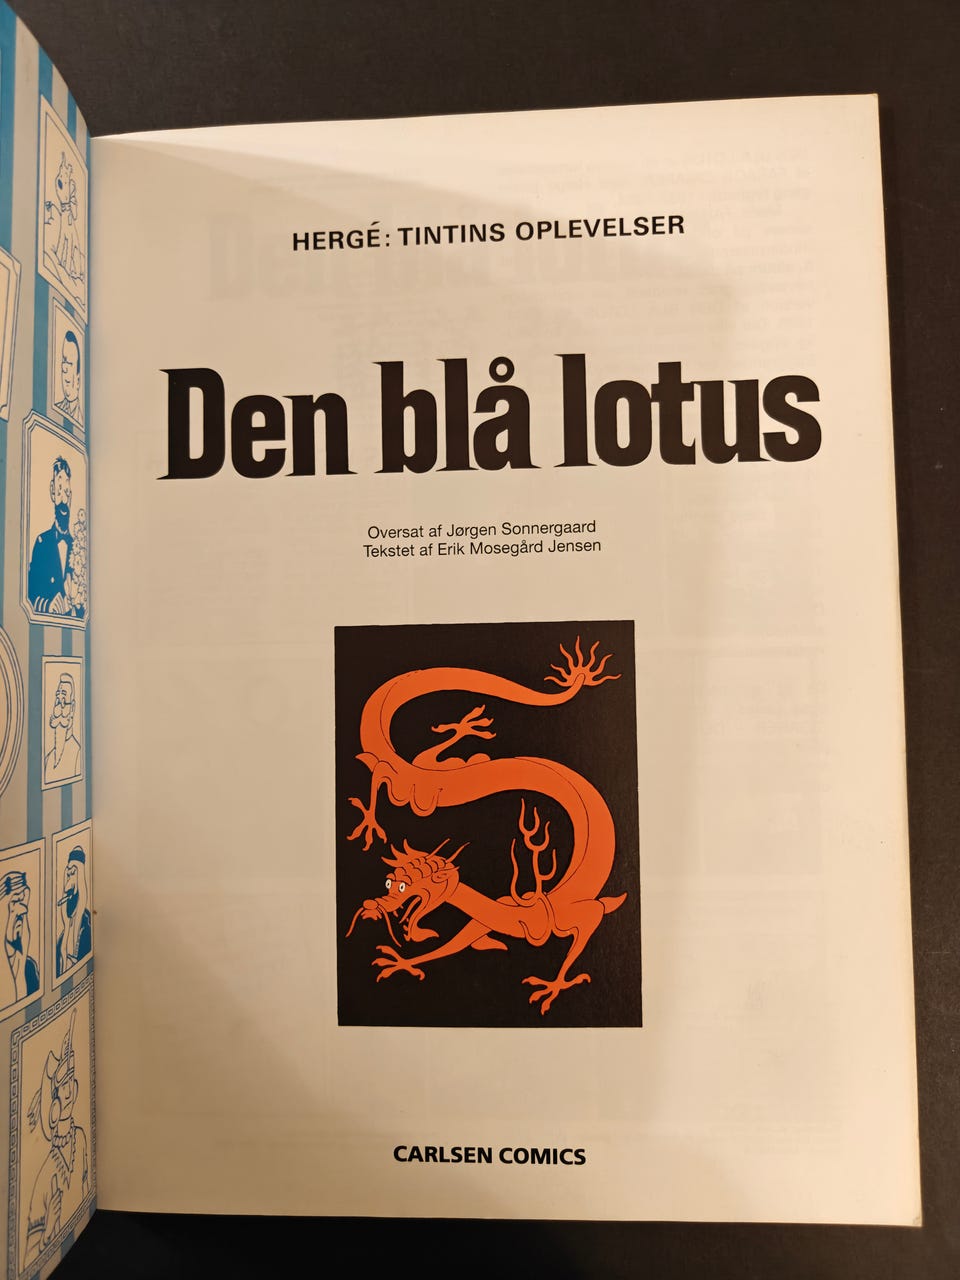 HERGÉ: TINTINS OPLEVELSER
Den blå lotus
Oversat af Jørgen Sonnergaard
Tekstet af Erik Mosegård Jensen
CARLSEN COMICS